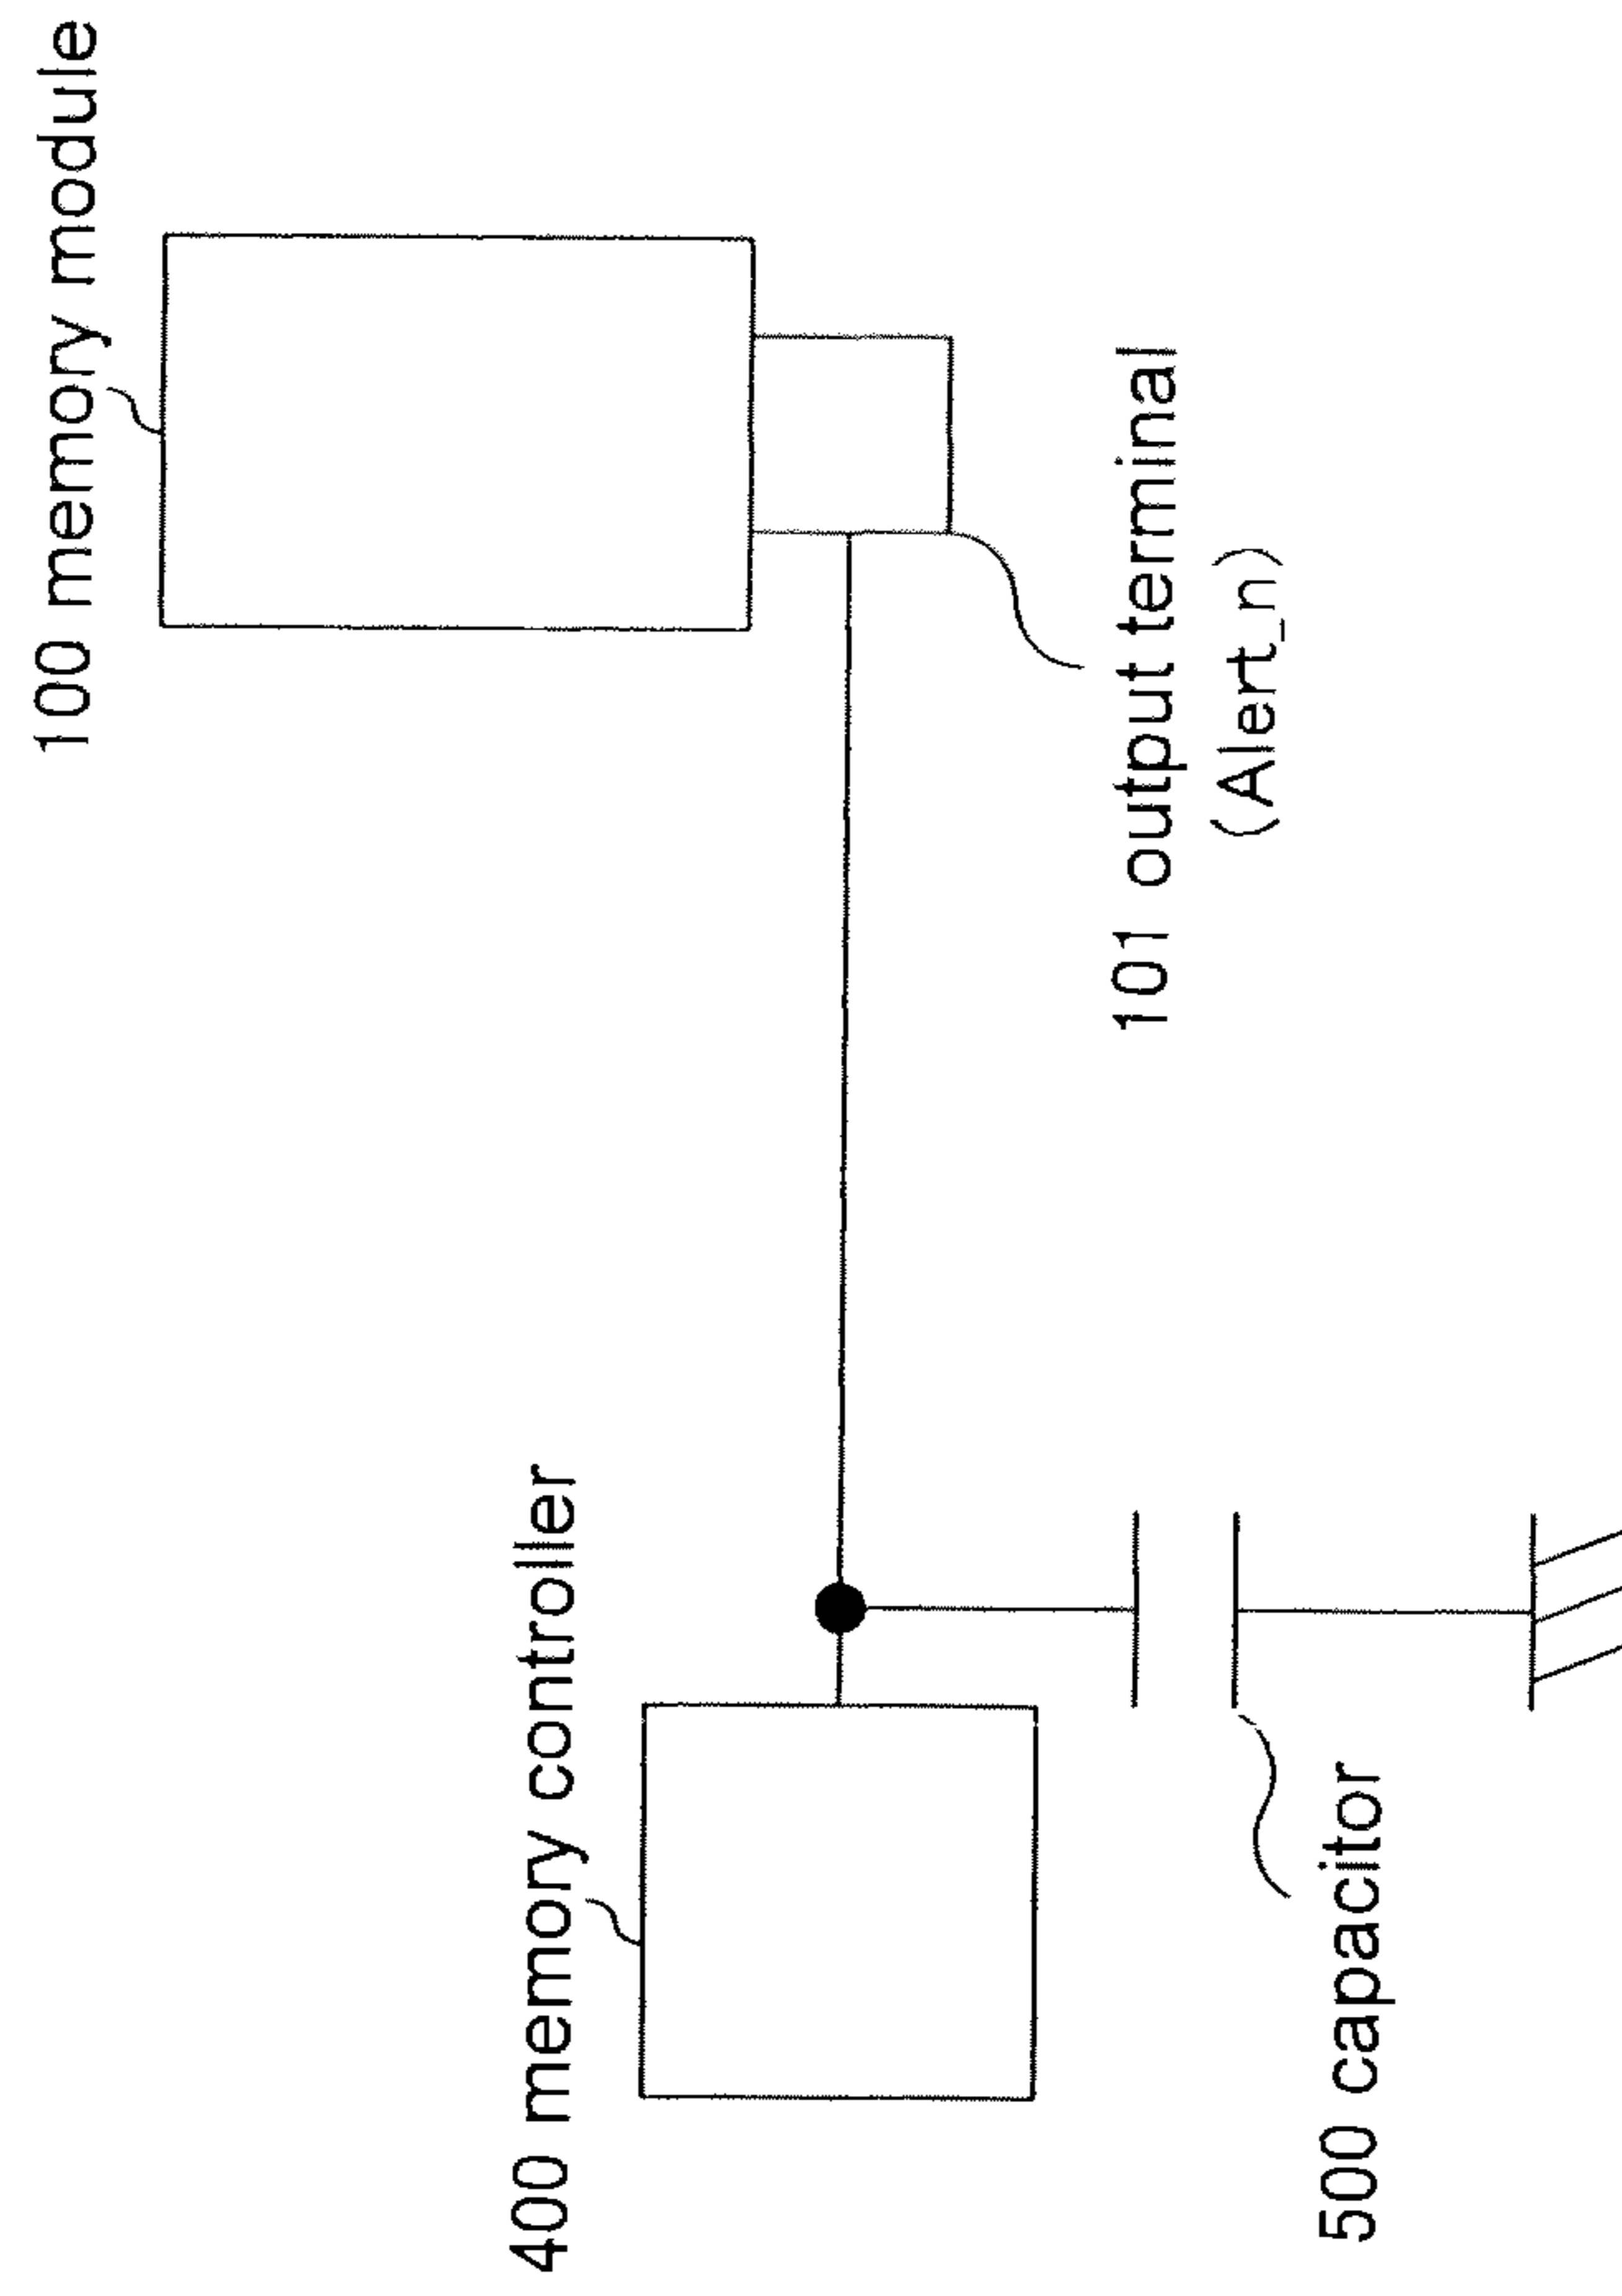 100 memory module
400 memory controller
101 output terminal
(Alert_n)
500 capacitor